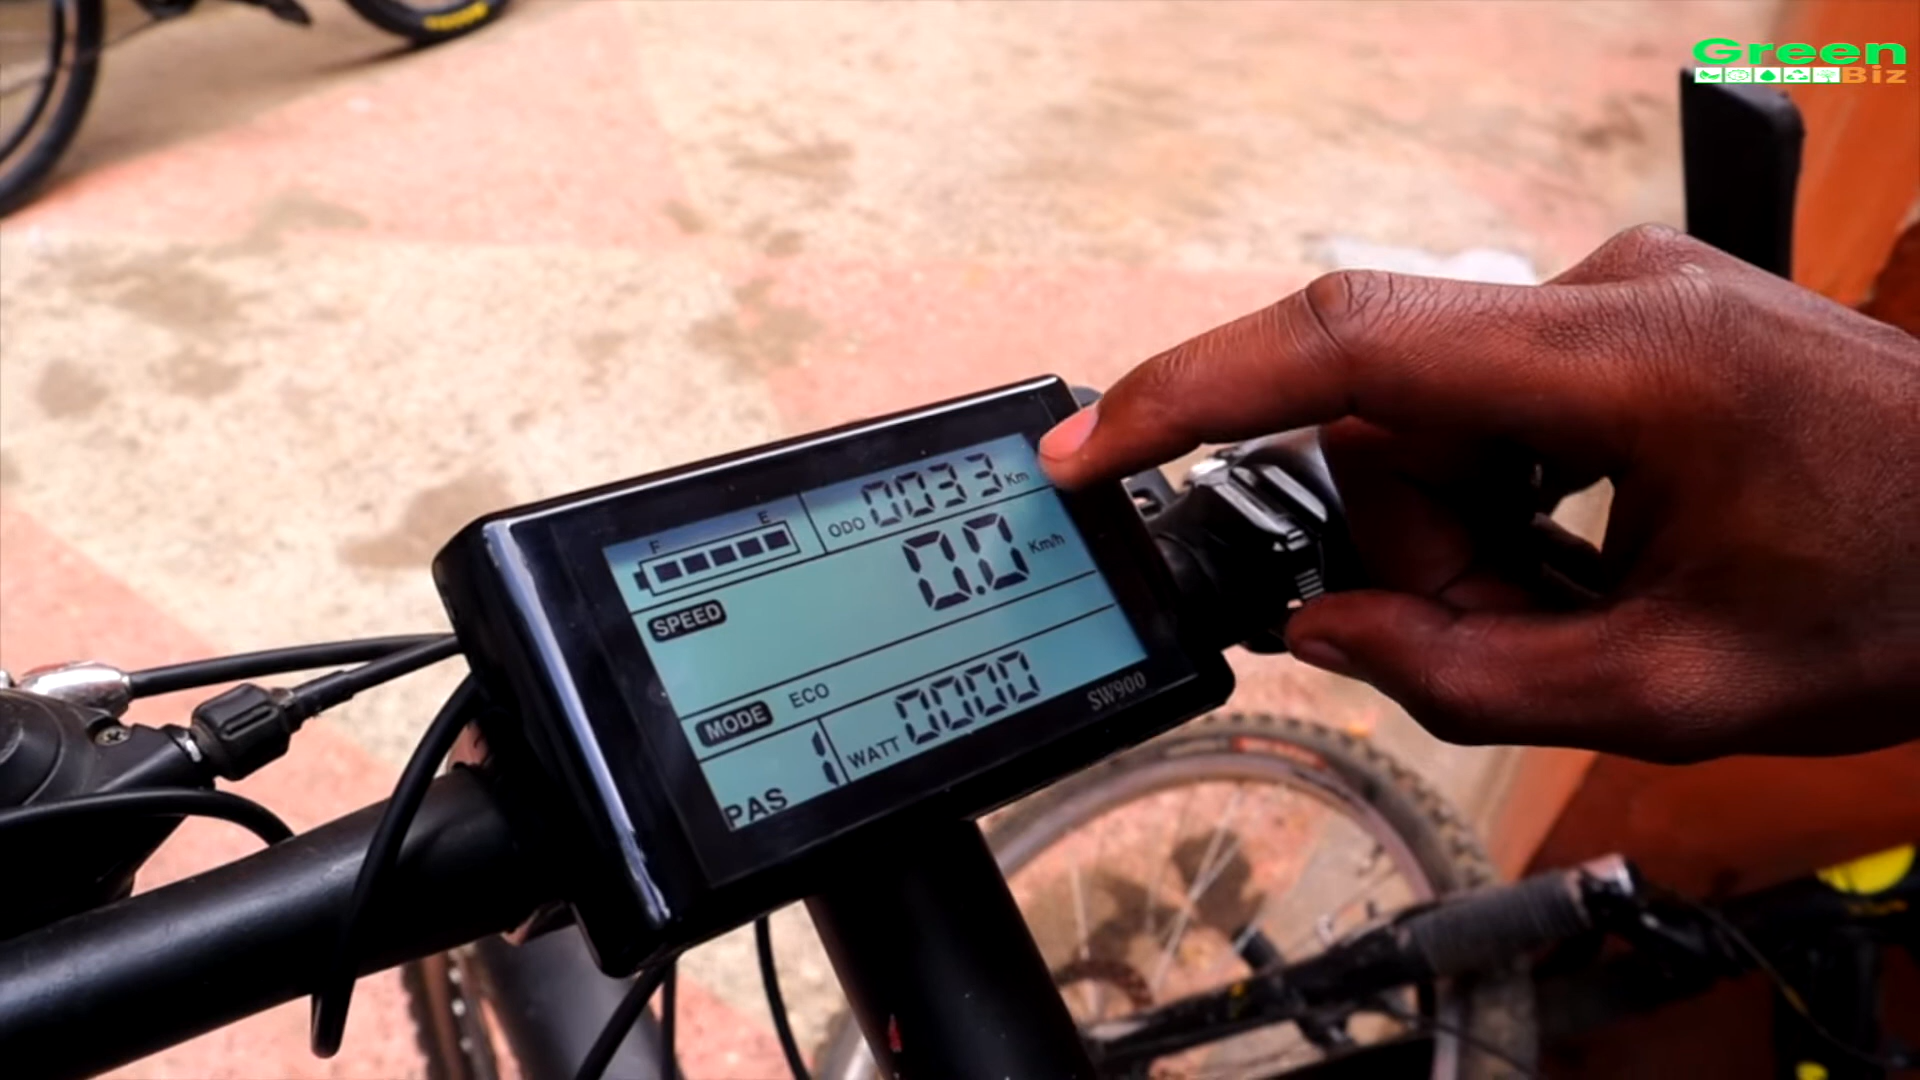 Green
Biz
F E
ODO 0033 Km
SPEED 0.0 Km/h
MODE ECO
PAS 1 WATT 0000
SW900